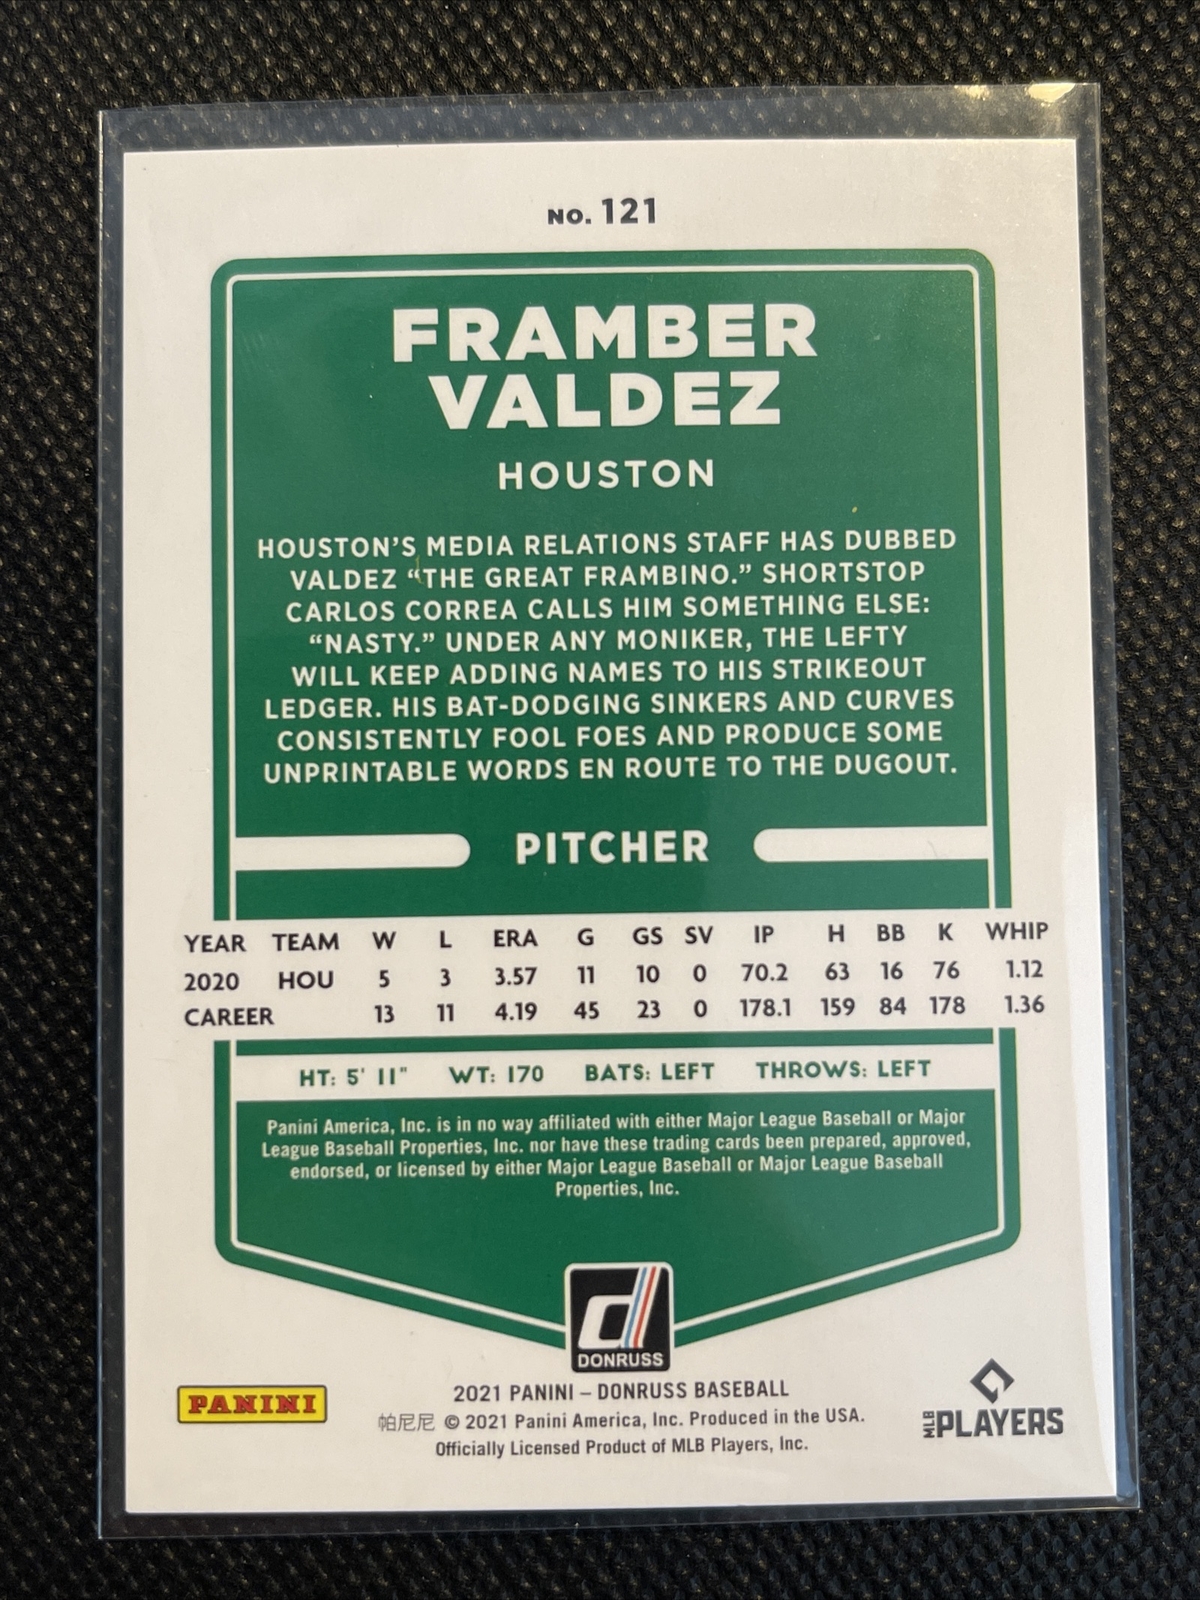 NO. 121
FRAMBER
VALDEZ
HOUSTON
HOUSTON'S MEDIA RELATIONS STAFF HAS DUBBED
VALDEZ “THE GREAT FRAMBINO.” SHORTSTOP
CARLOS CORREA CALLS HIM SOMETHING ELSE:
“NASTY.” UNDER ANY MONIKER, THE LEFTY
WILL KEEP ADDING NAMES TO HIS STRIKEOUT
LEDGER. HIS BAT-DODGING SINKERS AND CURVES
CONSISTENTLY FOOL FOES AND PRODUCE SOME
UNPRINTABLE WORDS EN ROUTE TO THE DUGOUT.
PITCHER
YEAR TEAM W L ERA G GS SV IP H BB K WHIP
2020 HOU 5 3 3.57 11 10 0 70.2 63 16 76 1.12
CAREER 13 11 4.19 45 23 0 178.1 159 84 178 1.36
HT: 5' 11" WT: 170 BATS: LEFT THROWS: LEFT
Panini America, Inc. is in no way affiliated with either Major League Baseball or Major
League Baseball Properties, Inc. nor have these trading cards been prepared, approved,
endorsed, or licensed by either Major League Baseball or Major League Baseball
Properties, Inc.
d
DONRUSS
PANINI
2021 PANINI – DONRUSS BASEBALL
帕尼尼 © 2021 Panini America, Inc. Produced in the USA.
Officially Licensed Product of MLB Players, Inc.
MLB PLAYERS